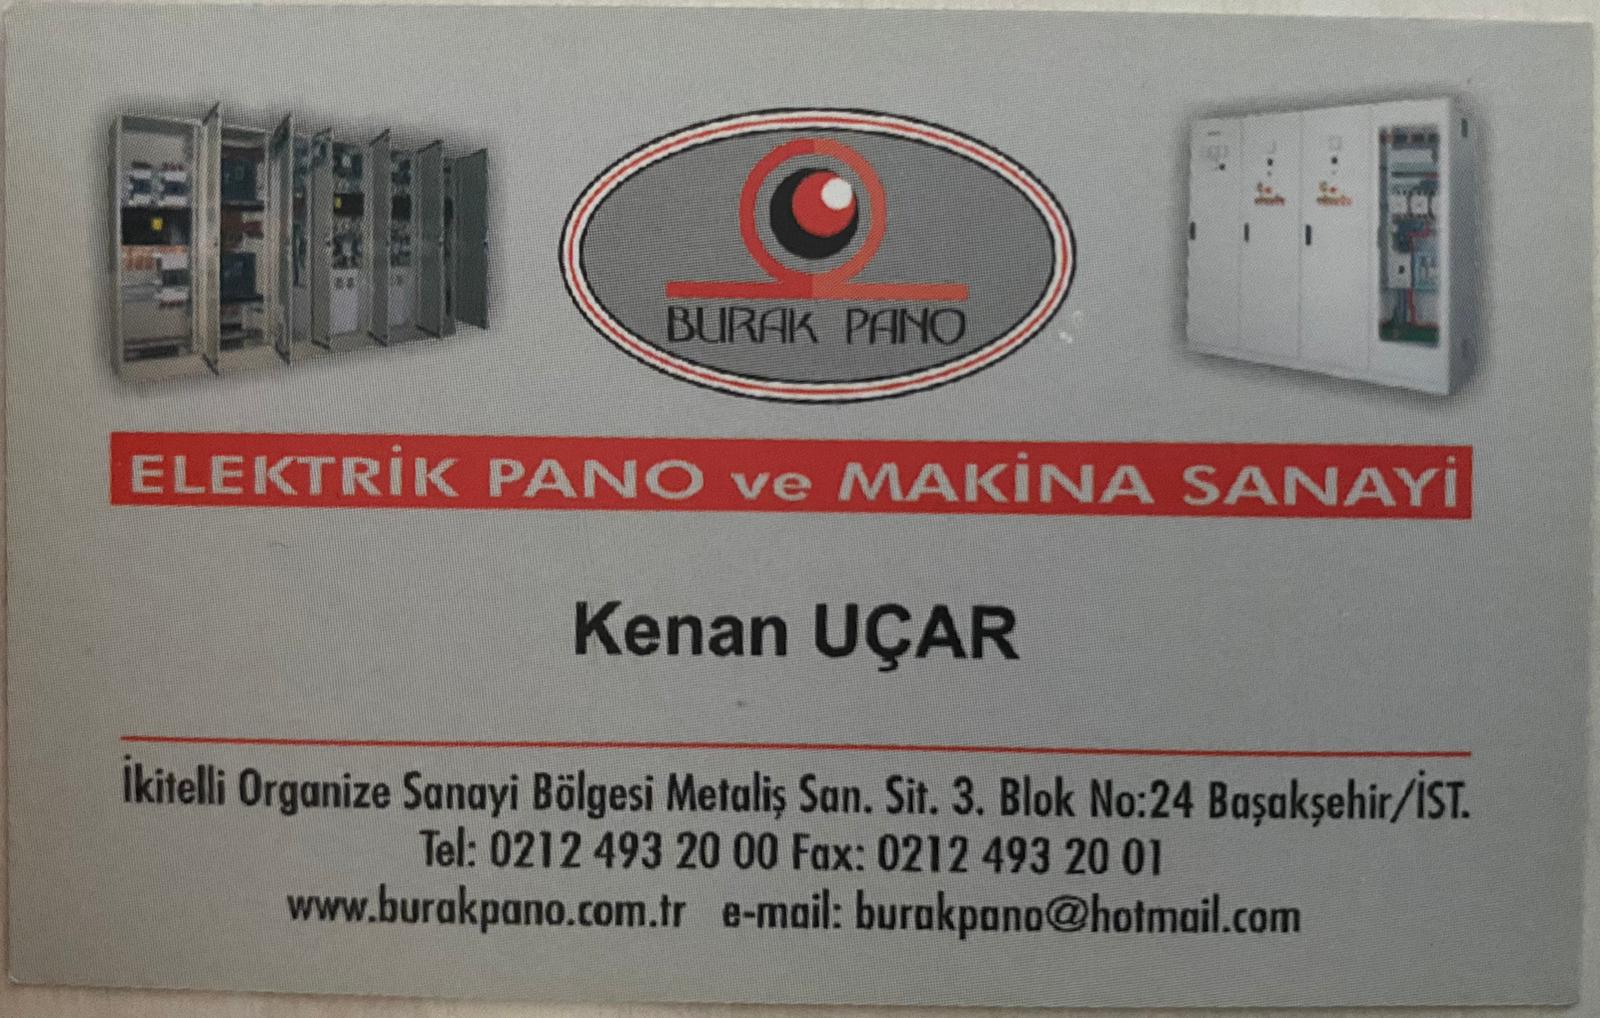 BURAK PANO
ELEKTRİK PANO ve MAKİNA SANAYİ
Kenan UÇAR
İkitelli Organize Sanayi Bölgesi Metaliş San. Sit. 3. Blok No:24 Başakşehir/İST.
Tel: 0212 493 20 00 Fax: 0212 493 20 01
www.burakpano.com.tr e-mail: burakpano@hotmail.com